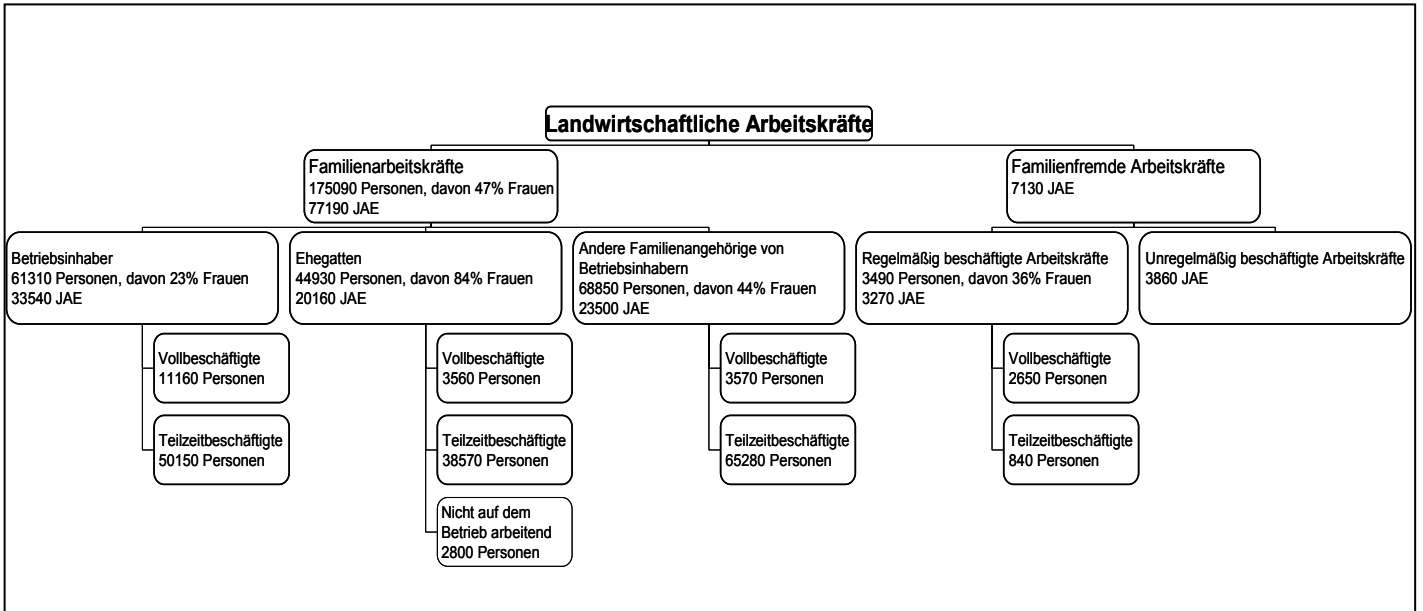 Landwirtschaftliche Arbeitskräfte
Familienarbeitskräfte
175090 Personen, davon 47% Frauen
77190 JAE
Familienfremde Arbeitskräfte
7130 JAE
Betriebsinhaber
61310 Personen, davon 23% Frauen
33540 JAE
Ehegatten
44930 Personen, davon 84% Frauen
20160 JAE
Andere Familienangehörige von
Betriebsinhabern
68850 Personen, davon 44% Frauen
23500 JAE
Regelmäßig beschäftigte Arbeitskräfte
3490 Personen, davon 36% Frauen
3270 JAE
Unregelmäßig beschäftigte Arbeitskräfte
3860 JAE
Vollbeschäftigte
11160 Personen
Teilzeitbeschäftigte
50150 Personen
Vollbeschäftigte
3560 Personen
Teilzeitbeschäftigte
38570 Personen
Nicht auf dem
Betrieb arbeitend
2800 Personen
Vollbeschäftigte
3570 Personen
Teilzeitbeschäftigte
65280 Personen
Vollbeschäftigte
2650 Personen
Teilzeitbeschäftigte
840 Personen